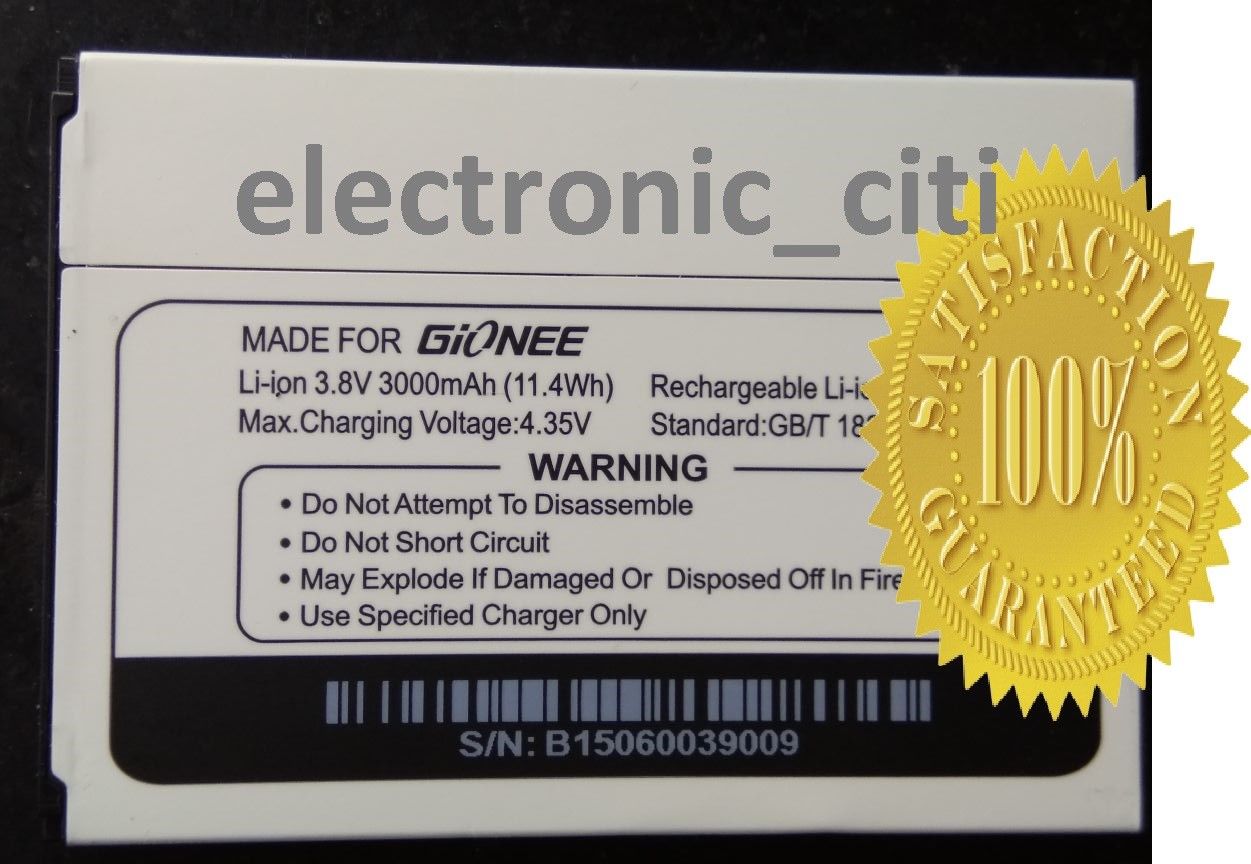 electronic_citi
MADE FOR GiONEE
Li-ion 3.8V 3000mAh (11.4Wh)
Rechargeable
Max.Charging Voltage:4.35V
Standard:GB/T
WARNING
• Do Not Attempt To Disassemble
• Do Not Short Circuit
• May Explode If Damaged Or Disposed Off In Fire
• Use Specified Charger Only
S/N: B15060039009
SATISFACTION
100%
GUARANTEED